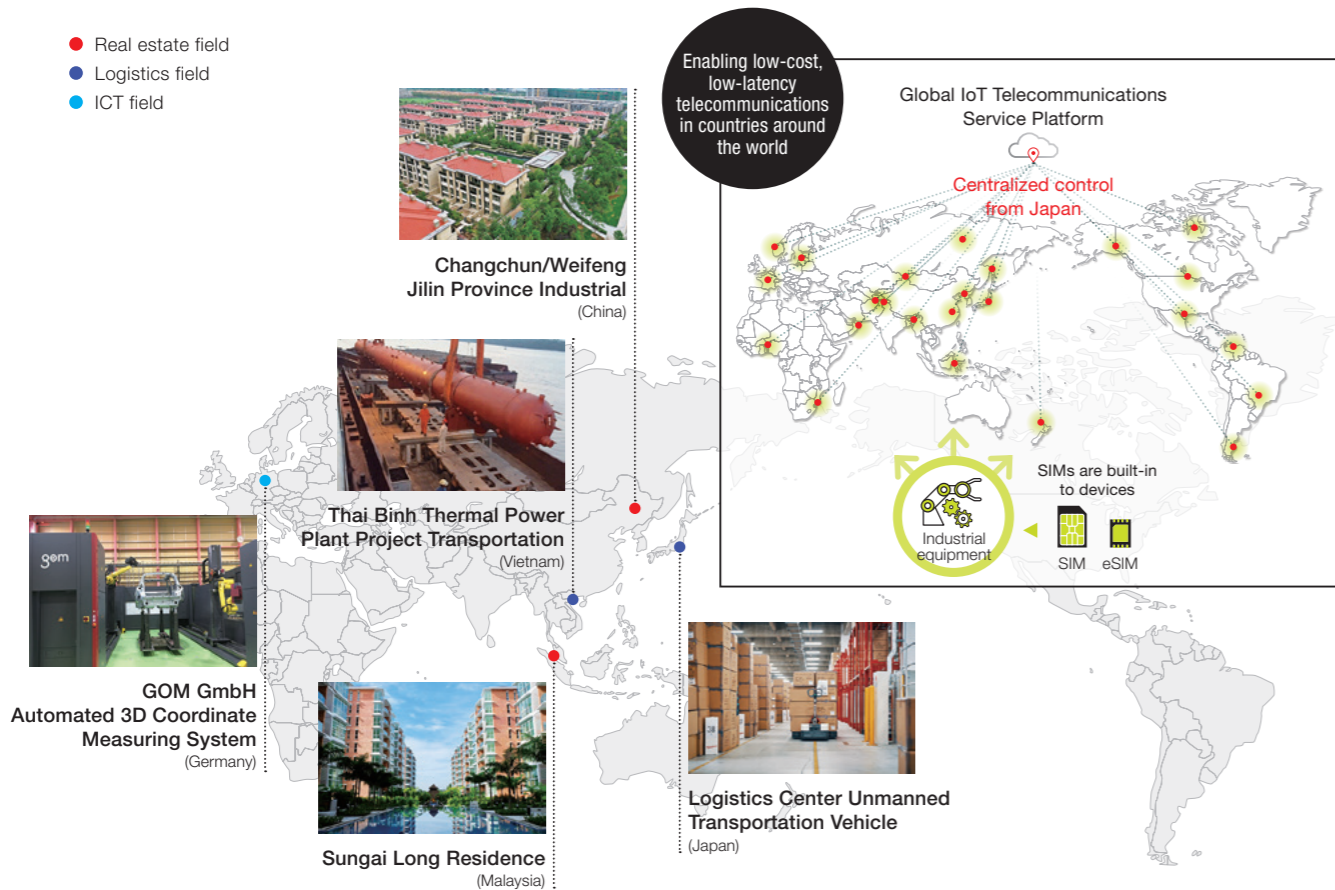 Real estate field
Logistics field
ICT field
Enabling low-cost,
low-latency
telecommunications
in countries around
the world
Global IoT Telecommunications
Service Platform
Centralized control
from Japan
Changchun/Weifeng
Jilin Province Industrial
(China)
Thai Binh Thermal Power
Plant Project Transportation
(Vietnam)
SIMs are built-in
to devices
Industrial
equipment
SIM
eSIM
gom
GOM GmbH
Automated 3D Coordinate
Measuring System
(Germany)
Sungai Long Residence
(Malaysia)
Logistics Center Unmanned
Transportation Vehicle
(Japan)